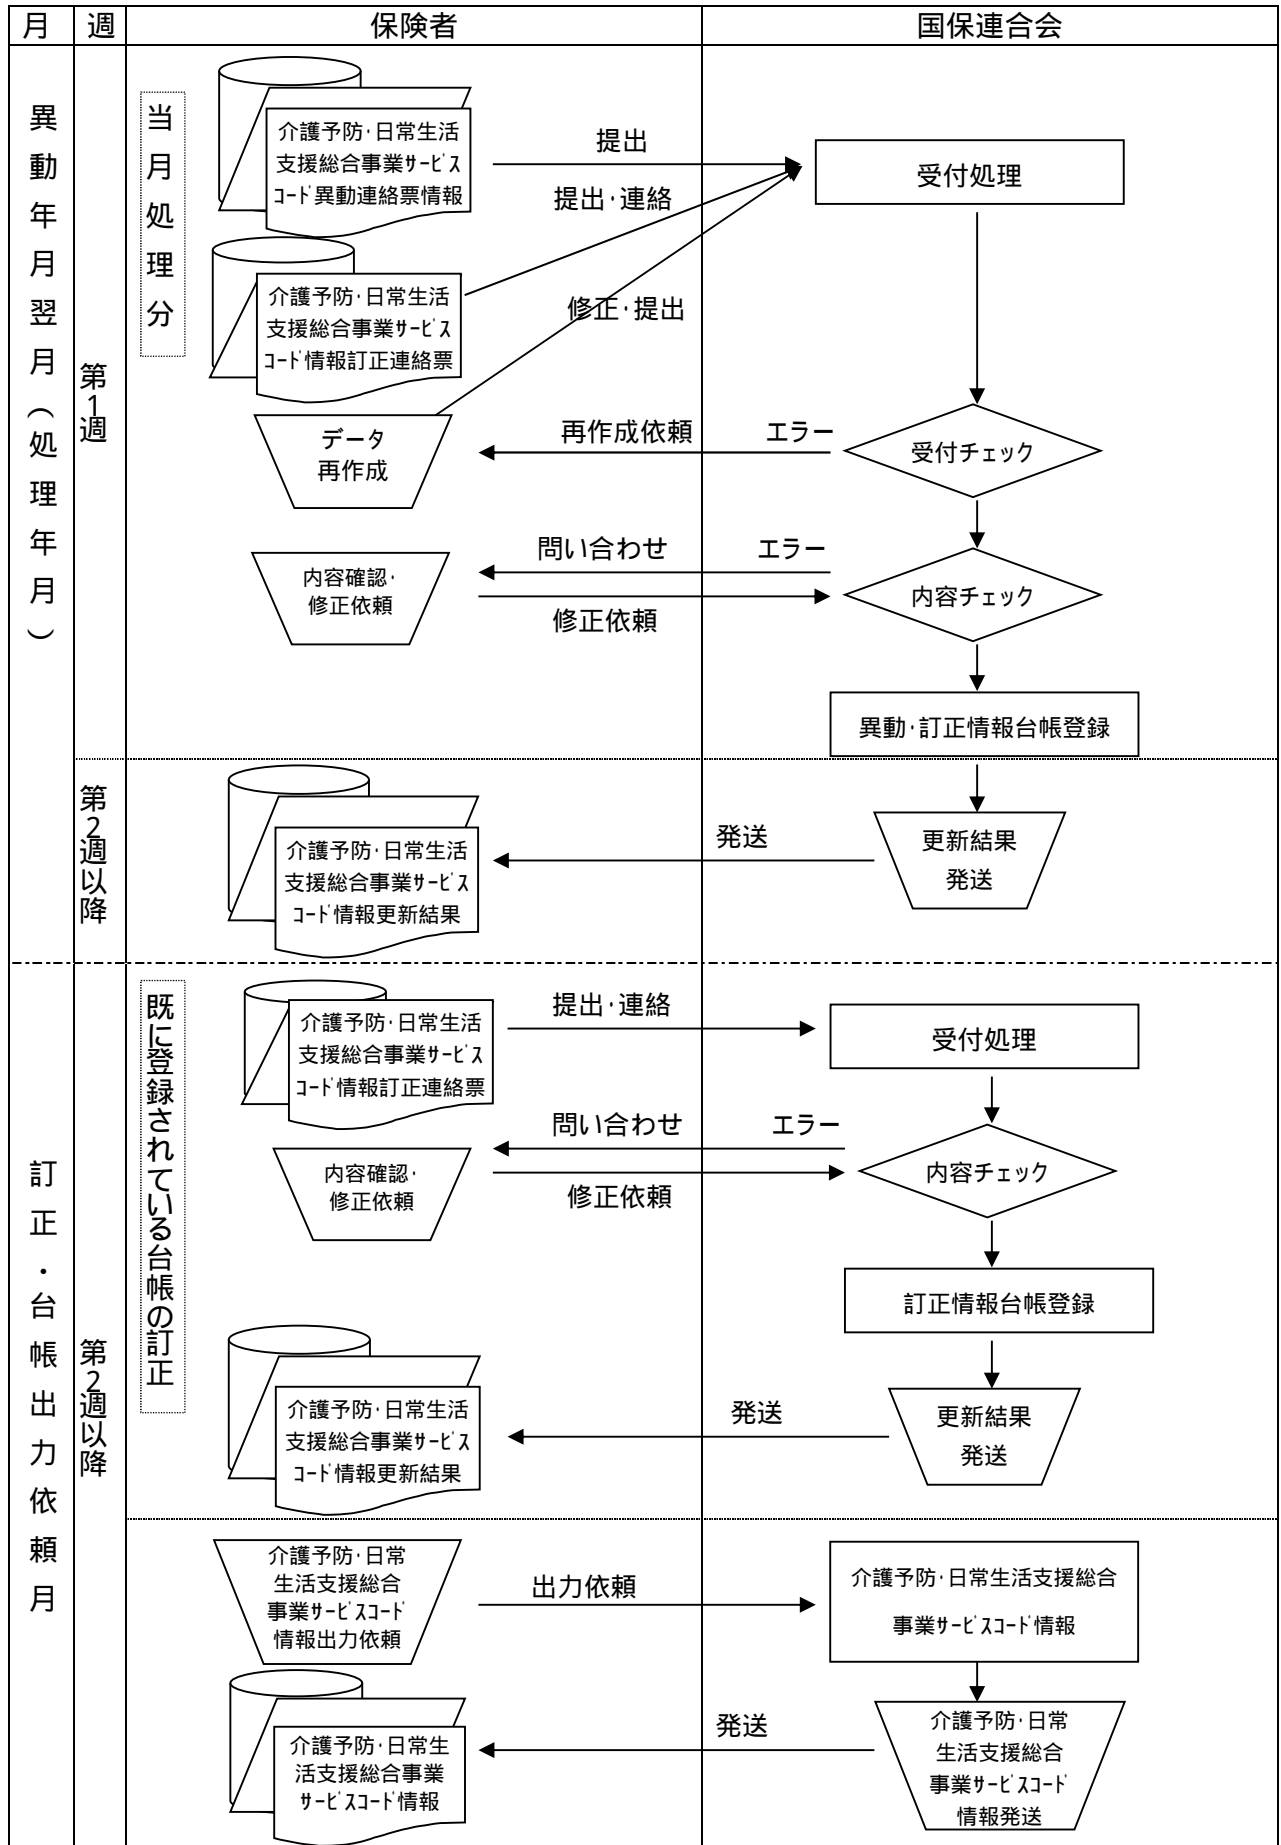 月
週
保険者
国保連合会
異動年月翌月（処理年月）
第1週
当月処理分
介護予防･日常生活
支援総合事業ｻｰﾋﾞｽ
ｺｰﾄﾞ異動連絡票情報
提出
受付処理
提出･連絡
介護予防･日常生活
支援総合事業ｻｰﾋﾞｽ
ｺｰﾄﾞ情報訂正連絡票
修正･提出
データ
再作成
再作成依頼
エラー
受付チェック
内容確認･
修正依頼
問い合わせ
エラー
修正依頼
内容チェック
異動･訂正情報台帳登録
第2週以降
介護予防･日常生活
支援総合事業ｻｰﾋﾞｽ
ｺｰﾄﾞ情報更新結果
発送
更新結果
発送
訂正・台帳出力依頼月
第2週以降
既に登録されている台帳の訂正
介護予防･日常生活
支援総合事業ｻｰﾋﾞｽ
ｺｰﾄﾞ情報訂正連絡票
提出･連絡
受付処理
内容確認･
修正依頼
問い合わせ
エラー
修正依頼
内容チェック
訂正情報台帳登録
介護予防･日常生活
支援総合事業ｻｰﾋﾞｽ
ｺｰﾄﾞ情報更新結果
発送
更新結果
発送
介護予防･日常
生活支援総合
事業ｻｰﾋﾞｽｺｰﾄﾞ
情報出力依頼
出力依頼
介護予防･日常生活支援総合
事業ｻｰﾋﾞｽｺｰﾄﾞ情報
介護予防･日常生
活支援総合事業
ｻｰﾋﾞｽｺｰﾄﾞ情報
発送
介護予防･日常
生活支援総合
事業ｻｰﾋﾞｽｺｰﾄﾞ
情報発送